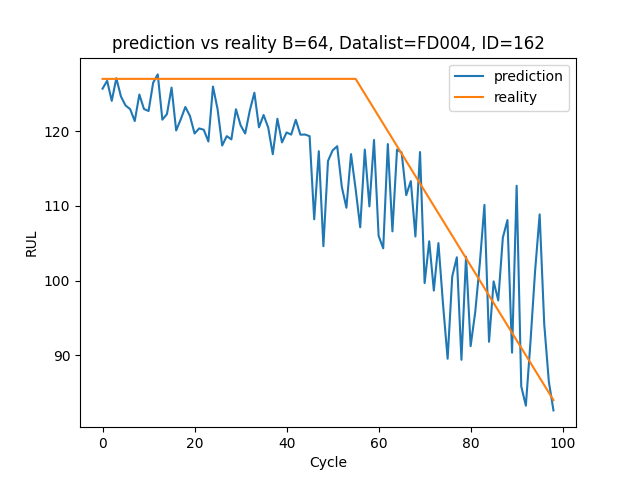 prediction vs reality B=64, Datalist=FD004, ID=162
prediction
reality
RUL
120
110
100
90
0 20 40 60 80 100
Cycle